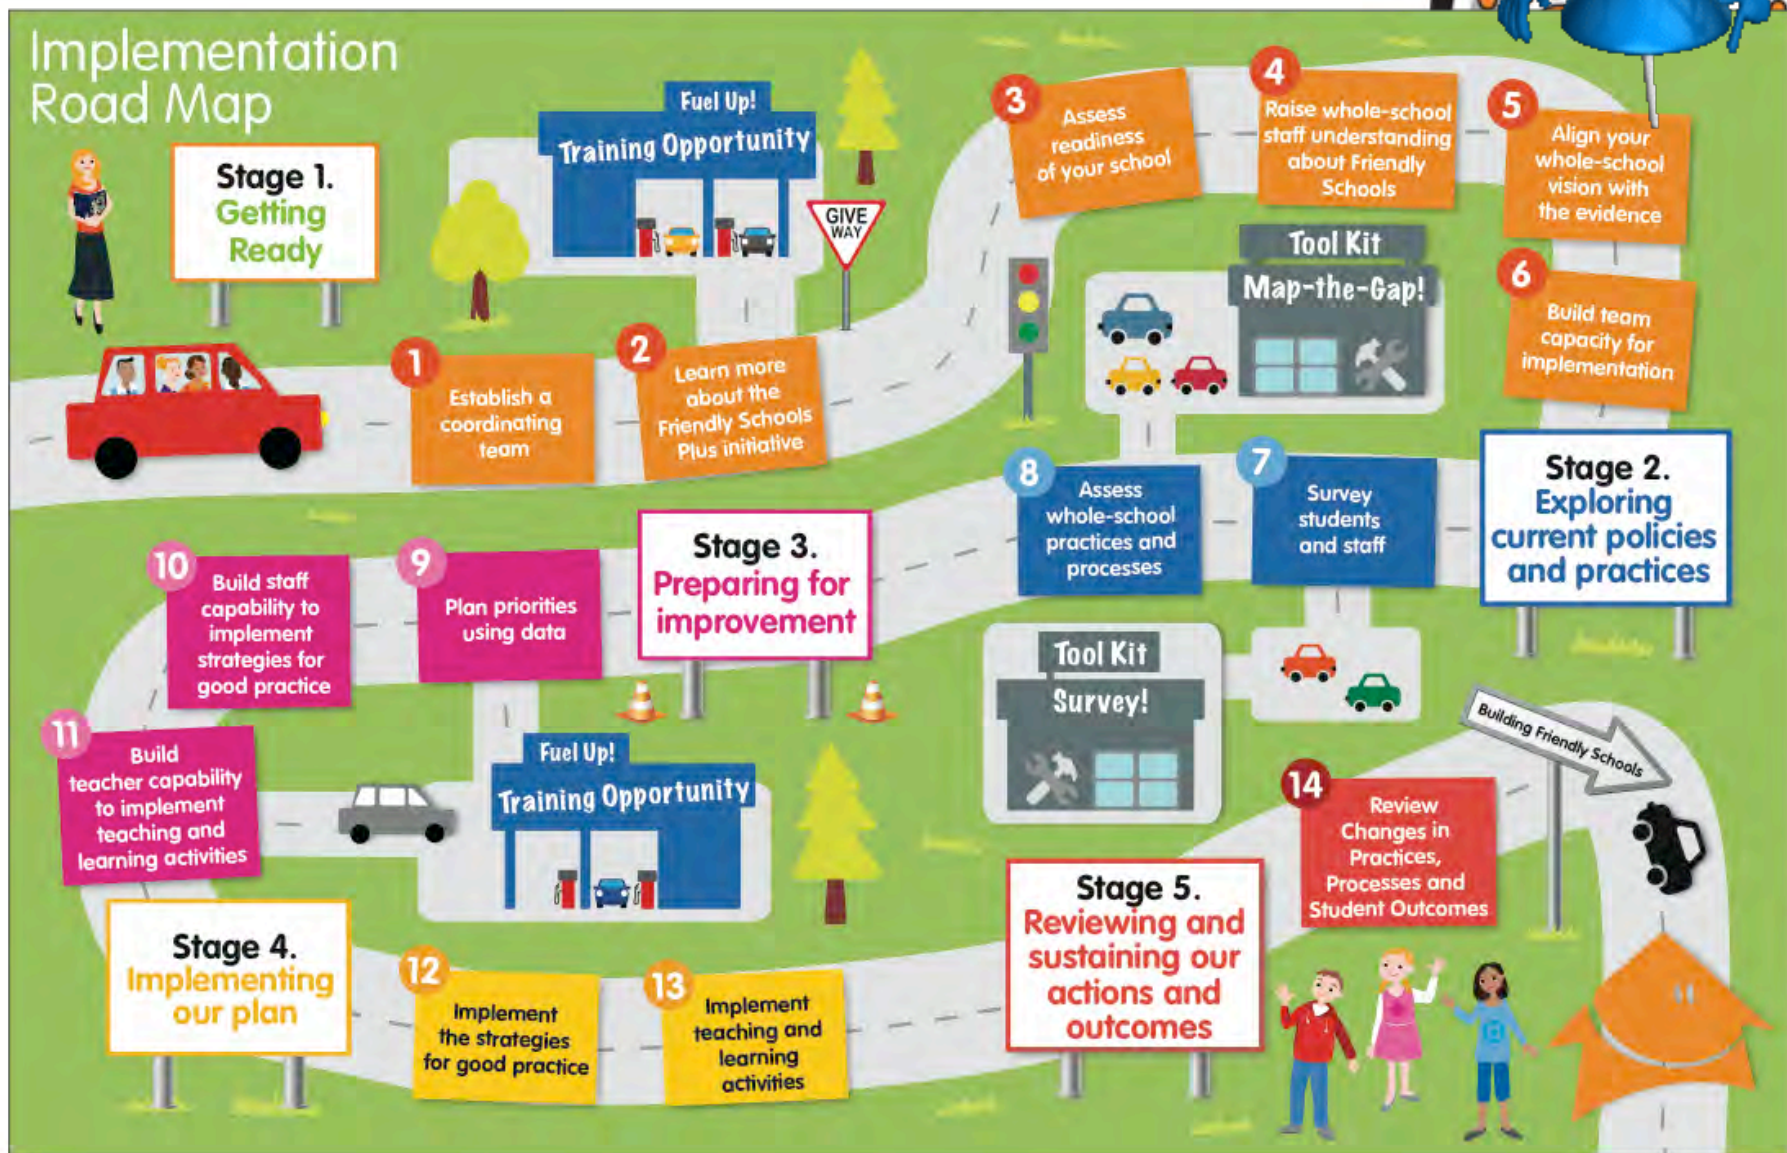 Implementation
Road Map
Stage 1.
Getting
Ready
Fuel Up!
Training Opportunity
GIVE
WAY
1
Establish a
coordinating
team
2
Learn more
about the
Friendly Schools
Plus initiative
3
Assess
readiness
of your school
4
Raise whole-school
staff understanding
about Friendly
Schools
5
Align your
whole-school
vision with
the evidence
6
Build team
capacity for
implementation
Tool Kit
Map-the-Gap!
Stage 2.
Exploring
current policies
and practices
7
Survey
students
and staff
8
Assess
whole-school
practices and
processes
Tool Kit
Survey!
Stage 3.
Preparing for
improvement
9
Plan priorities
using data
10
Build staff
capability to
implement
strategies for
good practice
11
Build
teacher capability
to implement
teaching and
learning activities
Fuel Up!
Training Opportunity
Stage 4.
Implementing
our plan
12
Implement
the strategies
for good practice
13
Implement
teaching and
learning
activities
Stage 5.
Reviewing and
sustaining our
actions and
outcomes
14
Review
Changes in
Practices,
Processes and
Student Outcomes
Building Friendly Schools